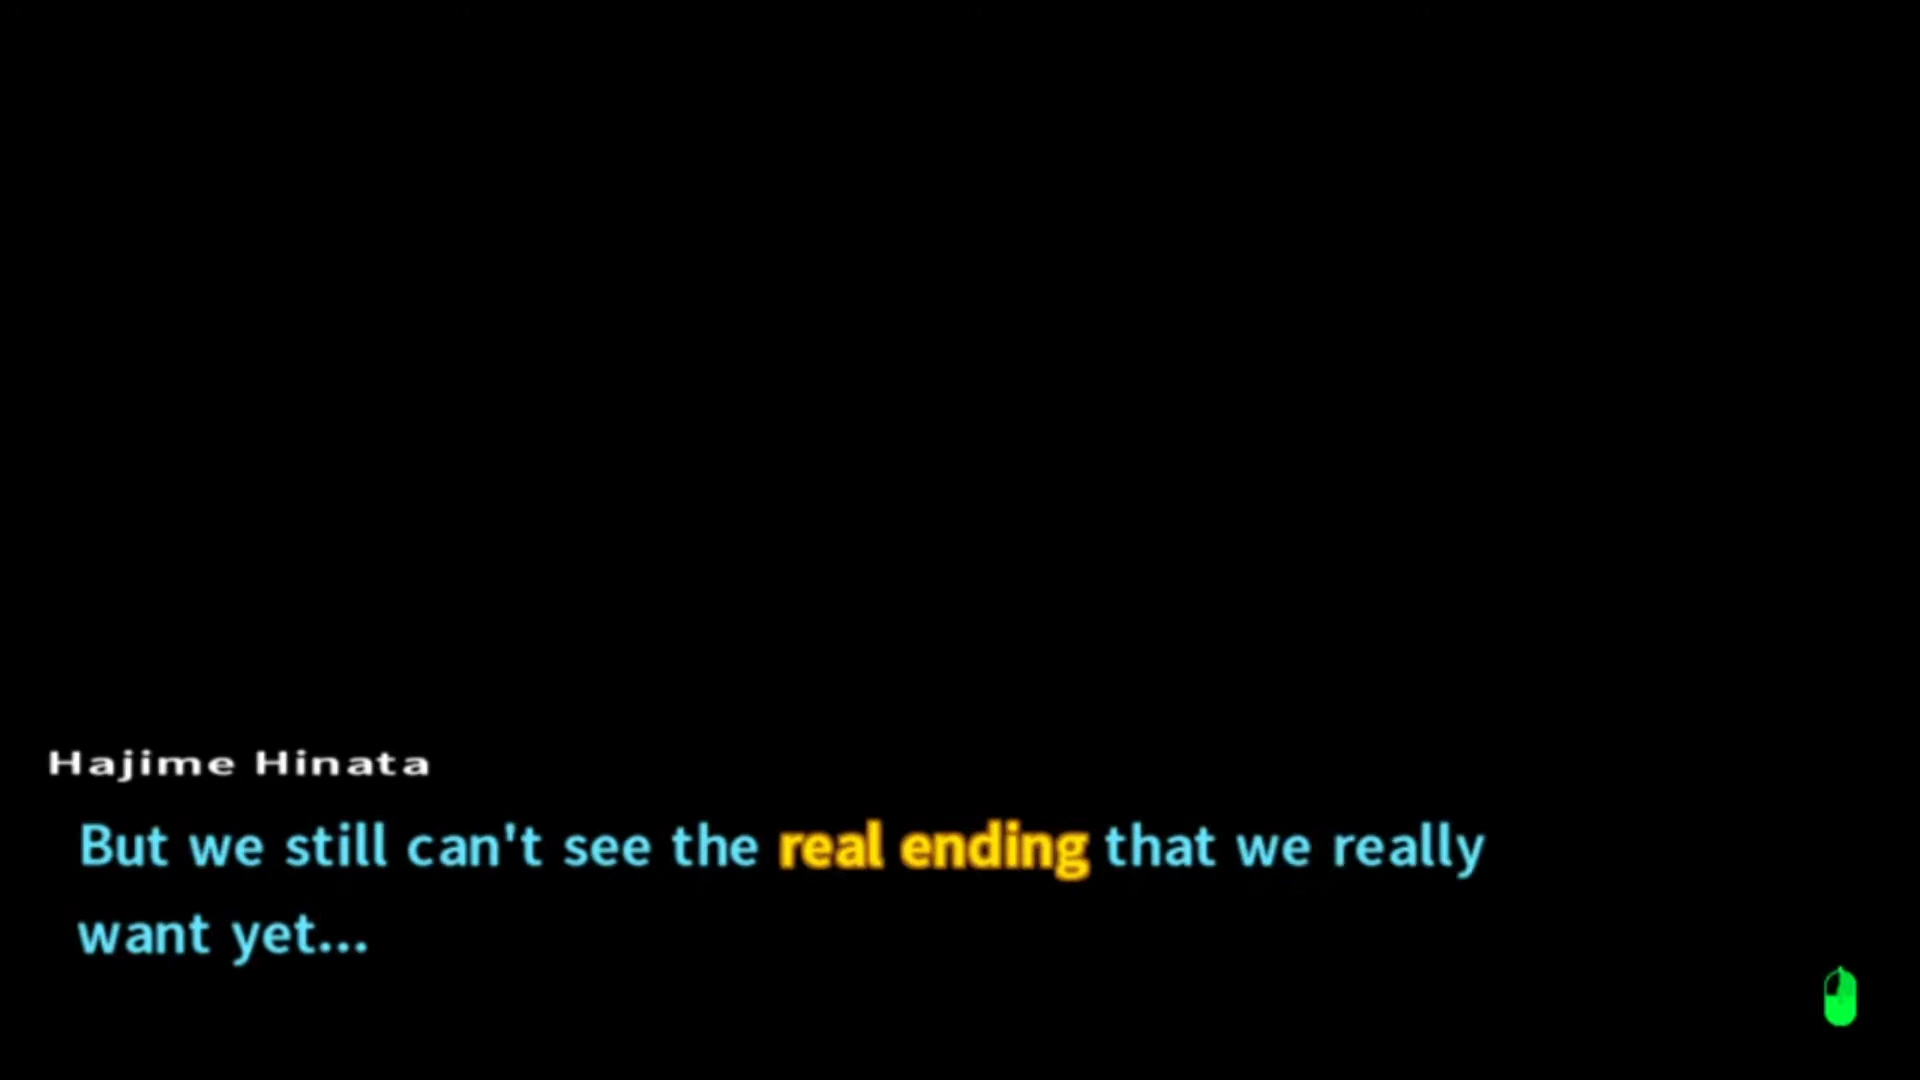 Hajime Hinata
But we still can't see the real ending that we really
want yet...